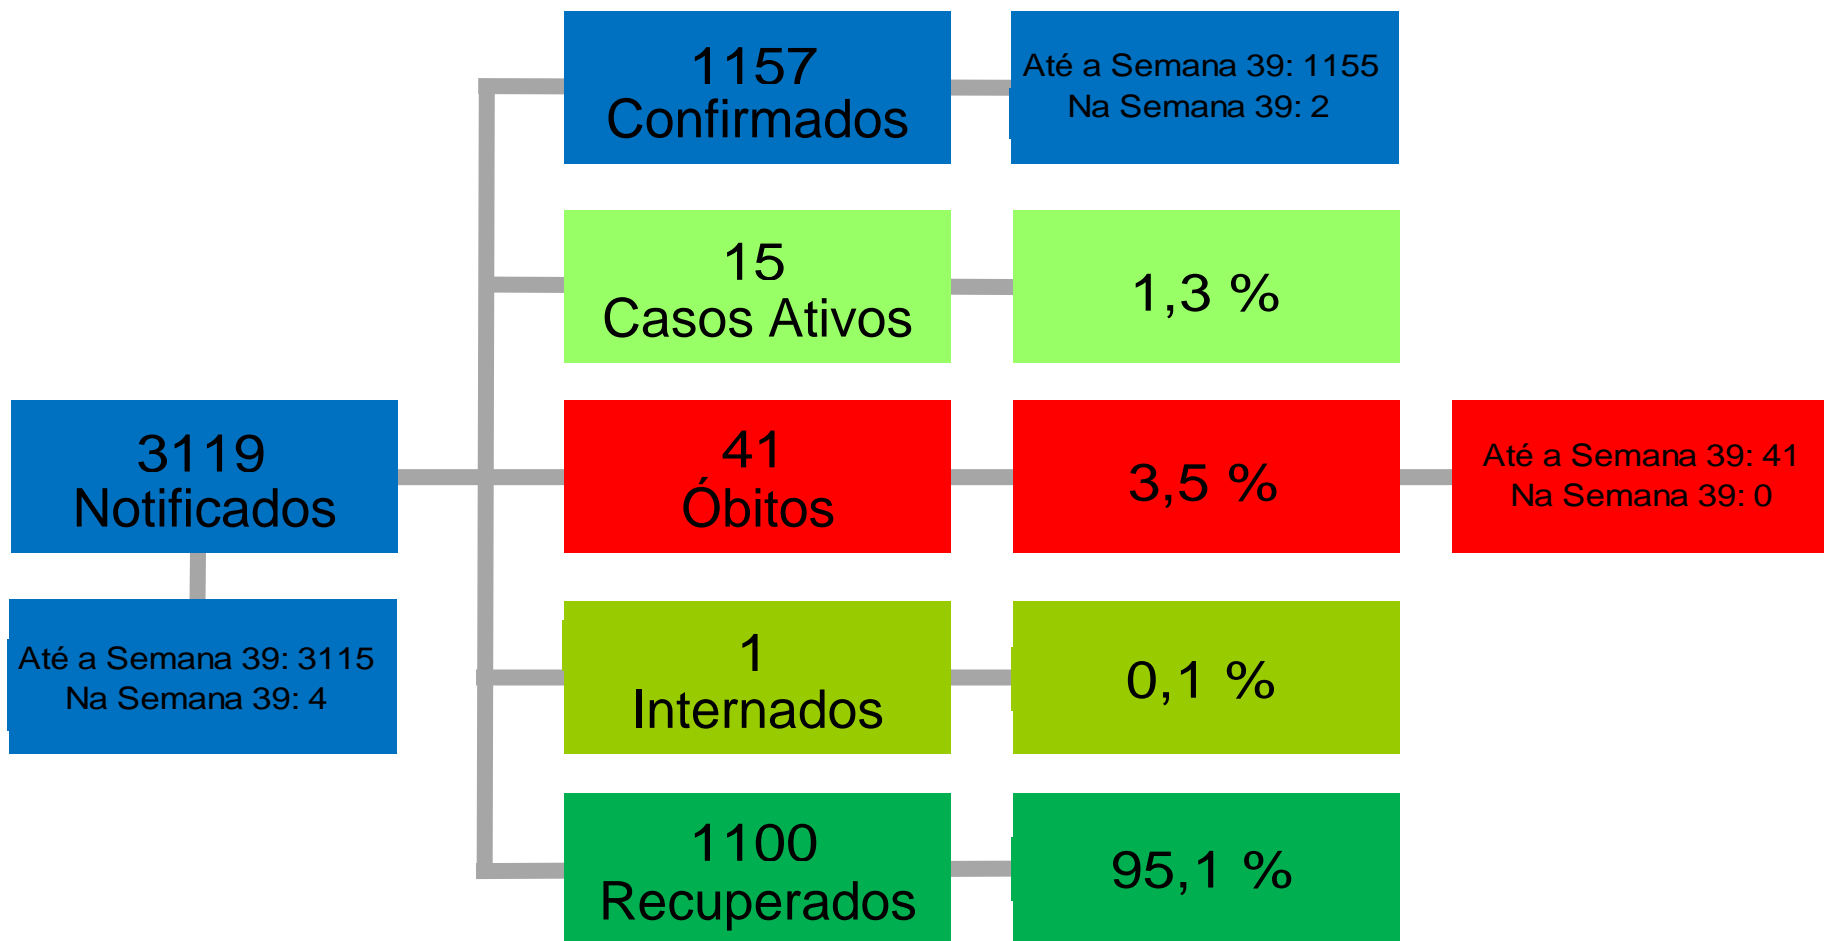 1157
Confirmados
Até a Semana 39: 1155
Na Semana 39: 2
15
Casos Ativos
1,3 %
3119
Notificados
41
Óbitos
3,5 %
Até a Semana 39: 41
Na Semana 39: 0
Até a Semana 39: 3115
Na Semana 39: 4
1
Internados
0,1 %
1100
Recuperados
95,1 %